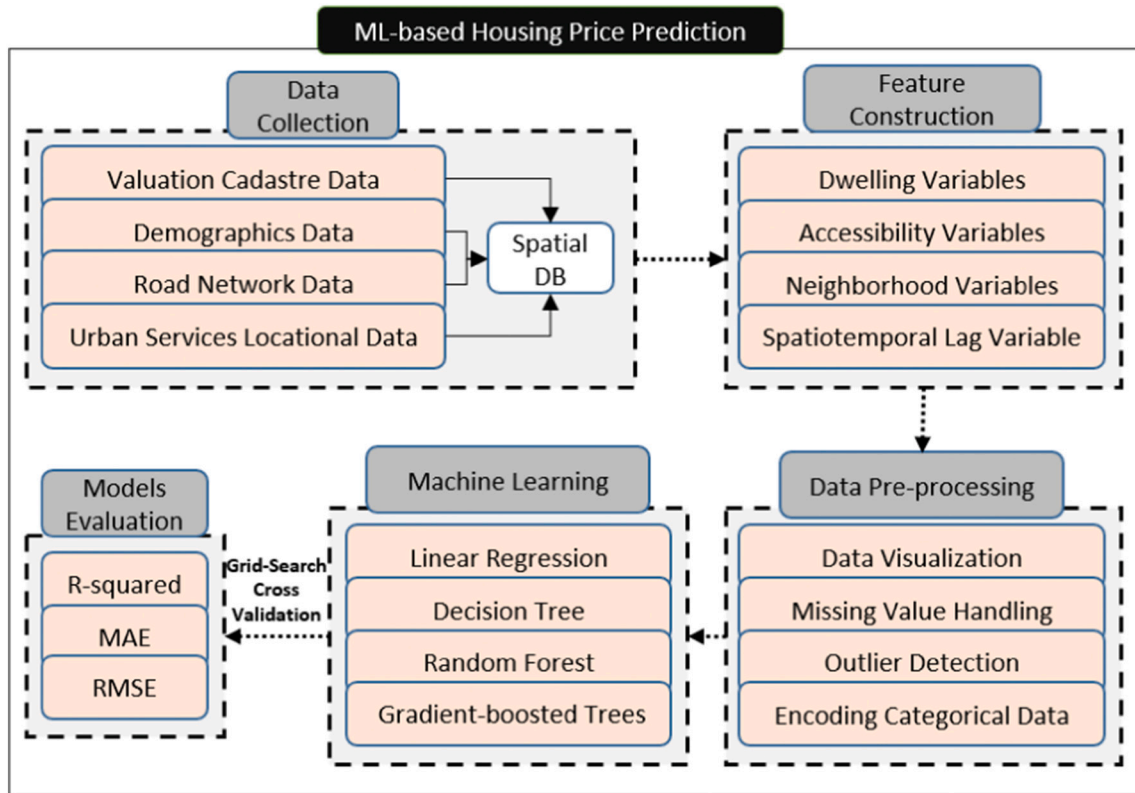 ML-based Housing Price Prediction
Data
Collection
Valuation Cadastre Data
Demographics Data
Road Network Data
Urban Services Locational Data
Spatial
DB
Feature
Construction
Dwelling Variables
Accessibility Variables
Neighborhood Variables
Spatiotemporal Lag Variable
Data Pre-processing
Data Visualization
Missing Value Handling
Outlier Detection
Encoding Categorical Data
Machine Learning
Linear Regression
Decision Tree
Random Forest
Gradient-boosted Trees
Grid-Search
Cross
Validation
Models
Evaluation
R-squared
MAE
RMSE